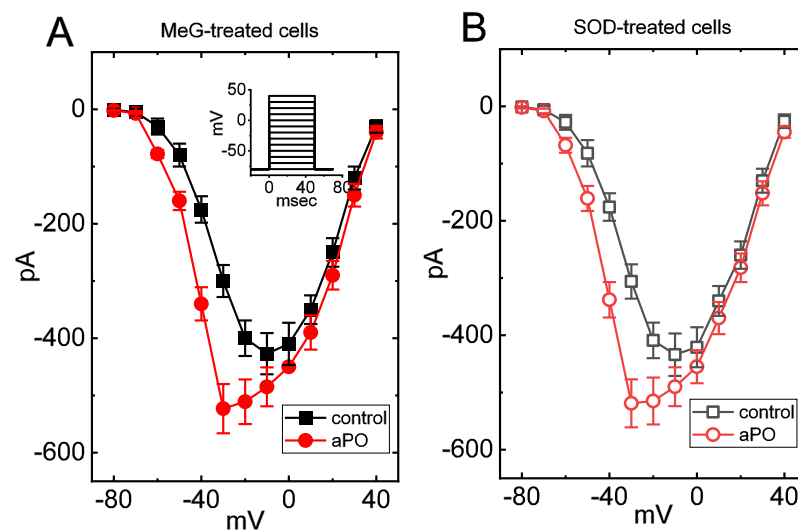 A
MeG-treated cells
0
-200
-400
-600
pA
-80
-40
0
40
mV
50
0
-50
mV
0
40
80
msec
control
aPO
B
SOD-treated cells
0
-200
-400
-600
pA
-80
-40
0
40
mV
control
aPO